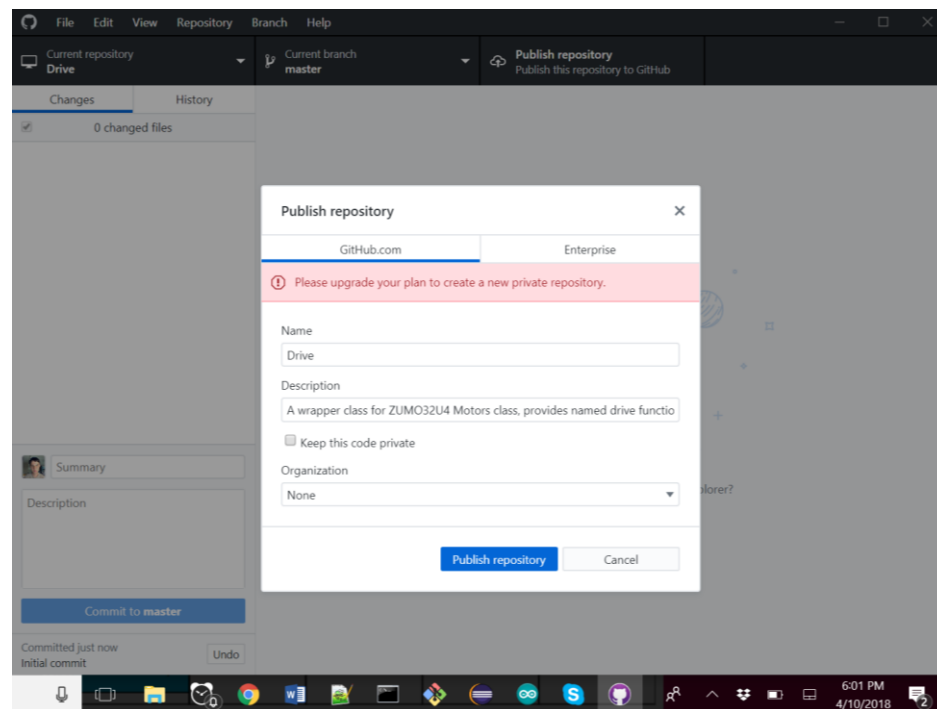 File Edit View Repository Branch Help
Current repository
Drive
Current branch
master
Publish repository
Publish this repository to GitHub
Changes History
0 changed files
Publish repository
GitHub.com Enterprise
Please upgrade your plan to create a new private repository.
Name
Drive
Description
A wrapper class for ZUMO32U4 Motors class, provides named drive functio
Keep this code private
Organization
None
plorer?
Publish repository Cancel
Summary
Description
Commit to master
Committed just now
Initial commit
Undo
6:01 PM
4/10/2018
2